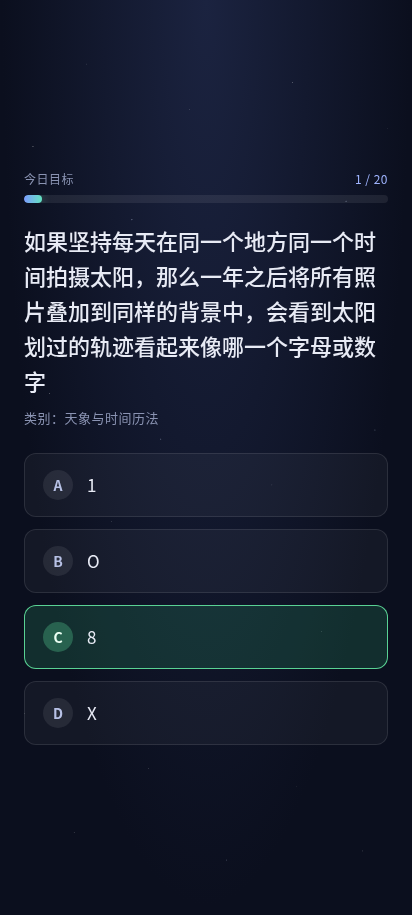 今日目标
1 / 20
如果坚持每天在同一个地方同一个时
间拍摄太阳，那么一年之后将所有照
片叠加到同样的背景中，会看到太阳
划过的轨迹看起来像哪一个字母或数
字
类别：天象与时间历法
A 1
B O
C 8
D X